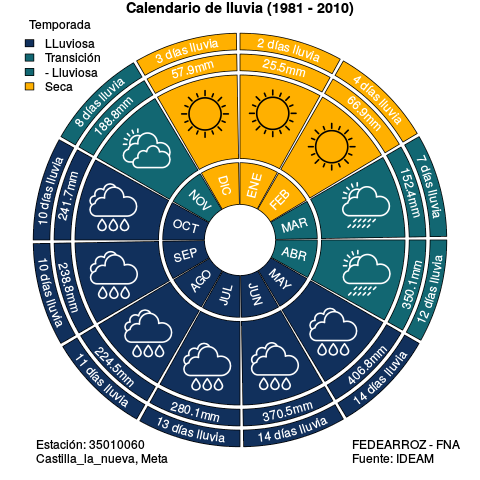 Calendario de lluvia (1981 - 2010)
Temporada
LLuviosa
Transición
- Lluviosa
Seca
2 días lluvia
25.5mm
ENE
4 días lluvia
66.9mm
FEB
7 días lluvia
152.4mm
MAR
12 días lluvia
350.1mm
ABR
14 días lluvia
406.8mm
MAY
14 días lluvia
370.5mm
JUN
13 días lluvia
280.1mm
JUL
11 días lluvia
224.5mm
AGO
10 días lluvia
238.8mm
SEP
10 días lluvia
241.7mm
OCT
8 días lluvia
188.8mm
NOV
3 días lluvia
57.9mm
DIC
Estación: 35010060
Castilla_la_nueva, Meta
FEDEARROZ - FNA
Fuente: IDEAM